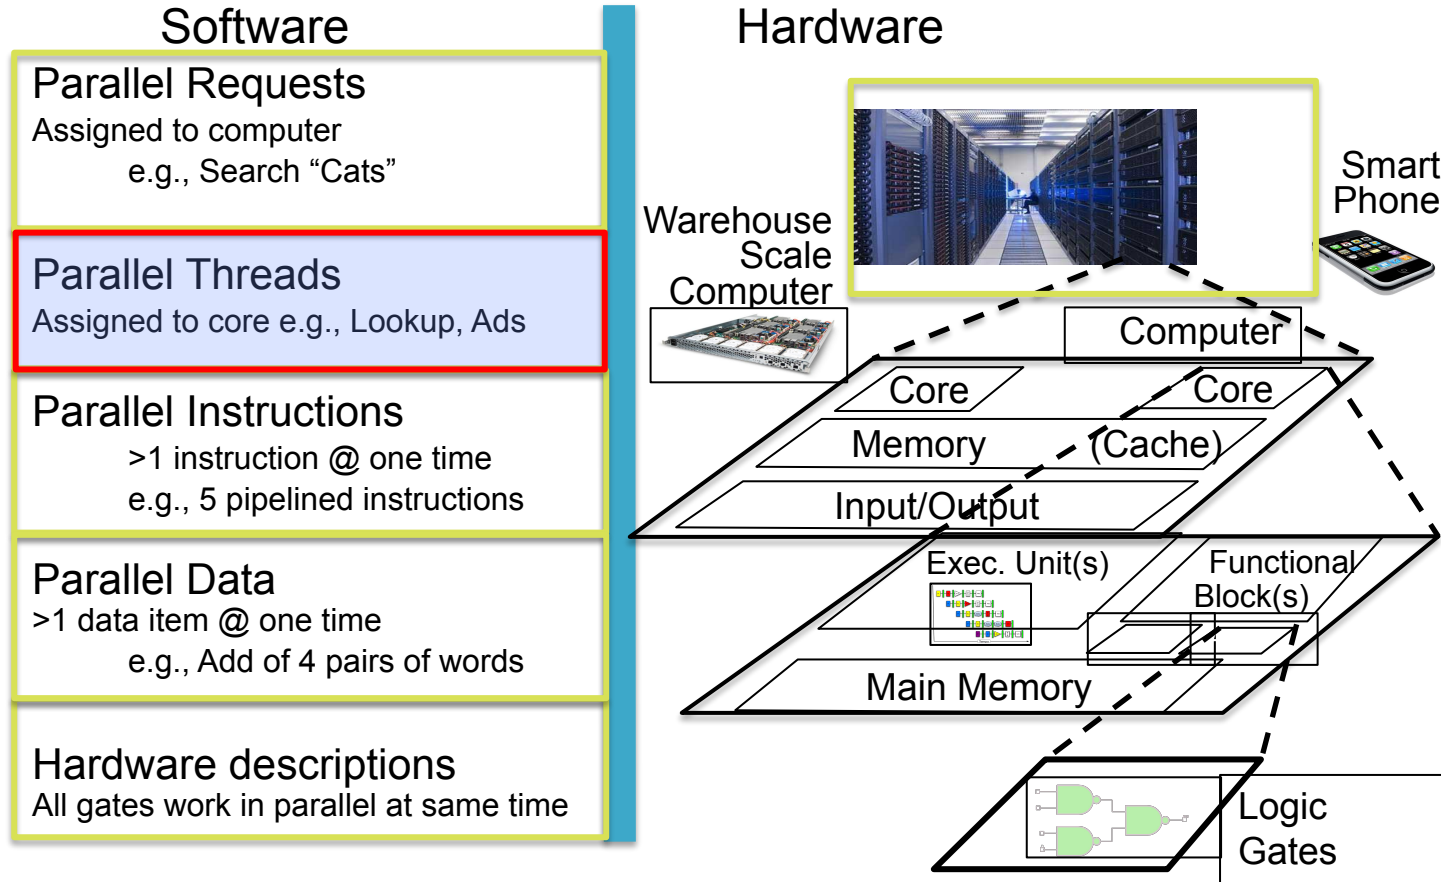 Software
Parallel Requests
Assigned to computer
e.g., Search “Cats”
Parallel Threads
Assigned to core e.g., Lookup, Ads
Parallel Instructions
>1 instruction @ one time
e.g., 5 pipelined instructions
Parallel Data
>1 data item @ one time
e.g., Add of 4 pairs of words
Hardware descriptions
All gates work in parallel at same time
Hardware
Smart
Phone
Warehouse
Scale
Computer
Computer
Core
Core
Memory (Cache)
Input/Output
Exec. Unit(s)
Functional
Block(s)
Main Memory
Logic
Gates